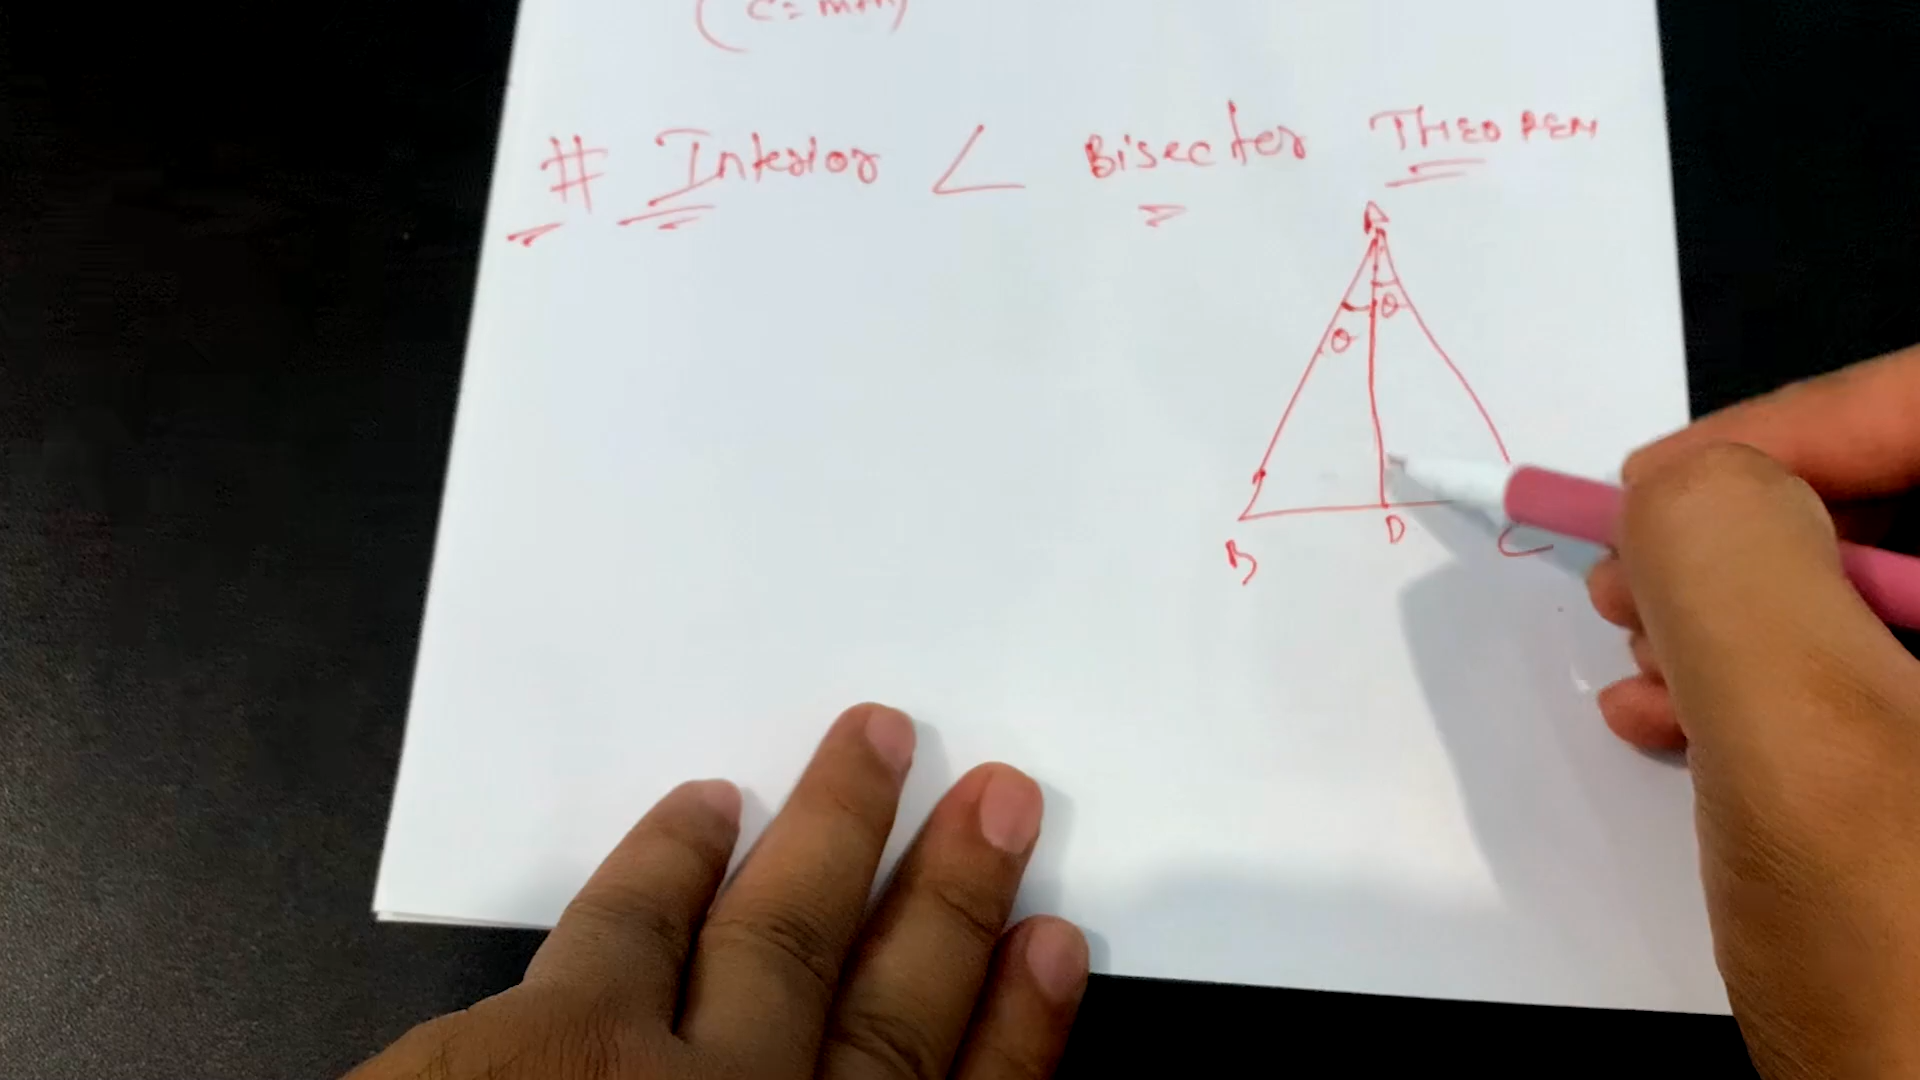 (c = m+n)
# Interior ∠ Bisector THEOREM
A
θ
θ
D
B
C